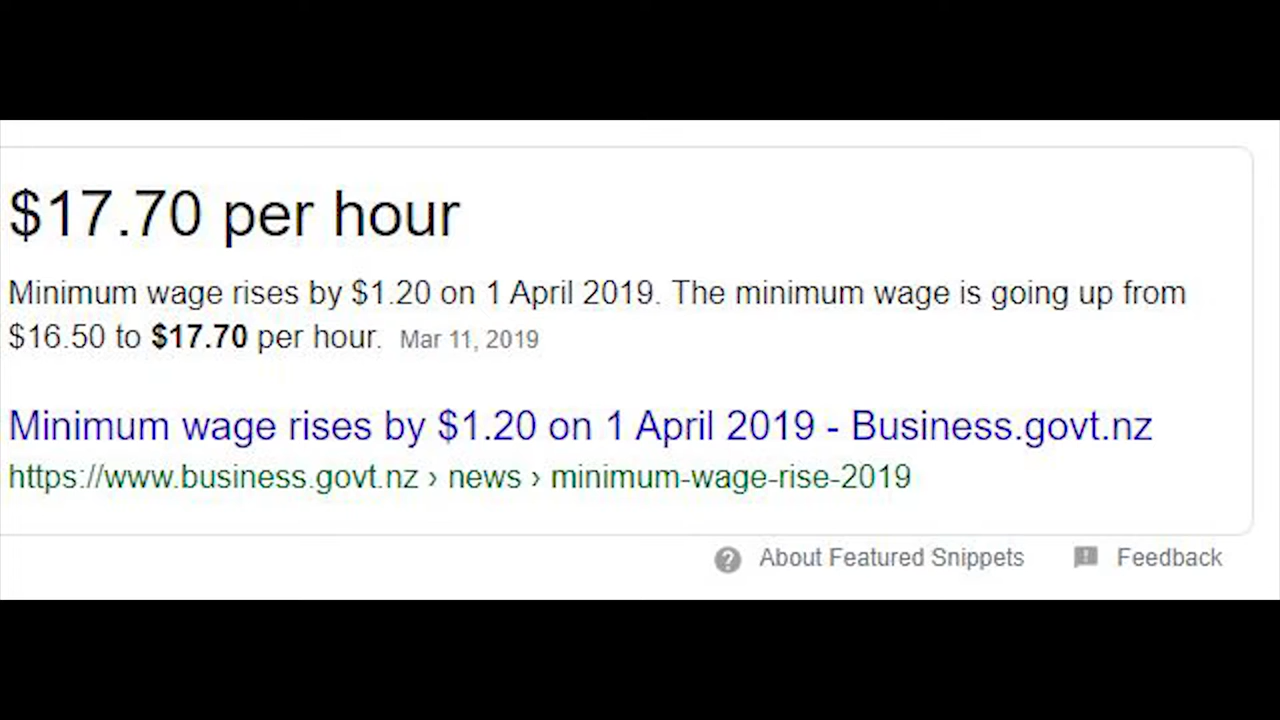 $17.70 per hour
Minimum wage rises by $1.20 on 1 April 2019. The minimum wage is going up from
$16.50 to $17.70 per hour. Mar 11, 2019
Minimum wage rises by $1.20 on 1 April 2019 - Business.govt.nz
https://www.business.govt.nz › news › minimum-wage-rise-2019
About Featured Snippets Feedback